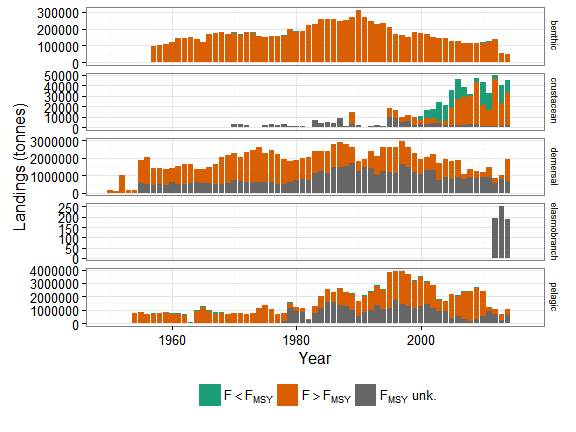 Landings (tonnes)
300000
200000
100000
0
benthic
50000
40000
30000
20000
10000
0
crustacean
3000000
2000000
1000000
0
demersal
250
200
150
100
50
0
elasmobranch
4000000
3000000
2000000
1000000
0
pelagic
1960 1980 2000
Year
F < FMSY F > FMSY FMSY unk.